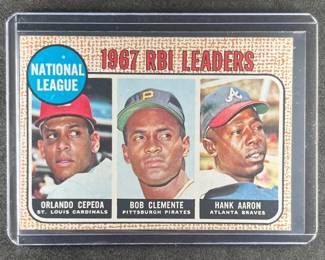 1967 RBI LEADERS
NATIONAL
LEAGUE
P
A
ORLANDO CEPEDA
ST. LOUIS CARDINALS
BOB CLEMENTE
PITTSBURGH PIRATES
HANK AARON
ATLANTA BRAVES